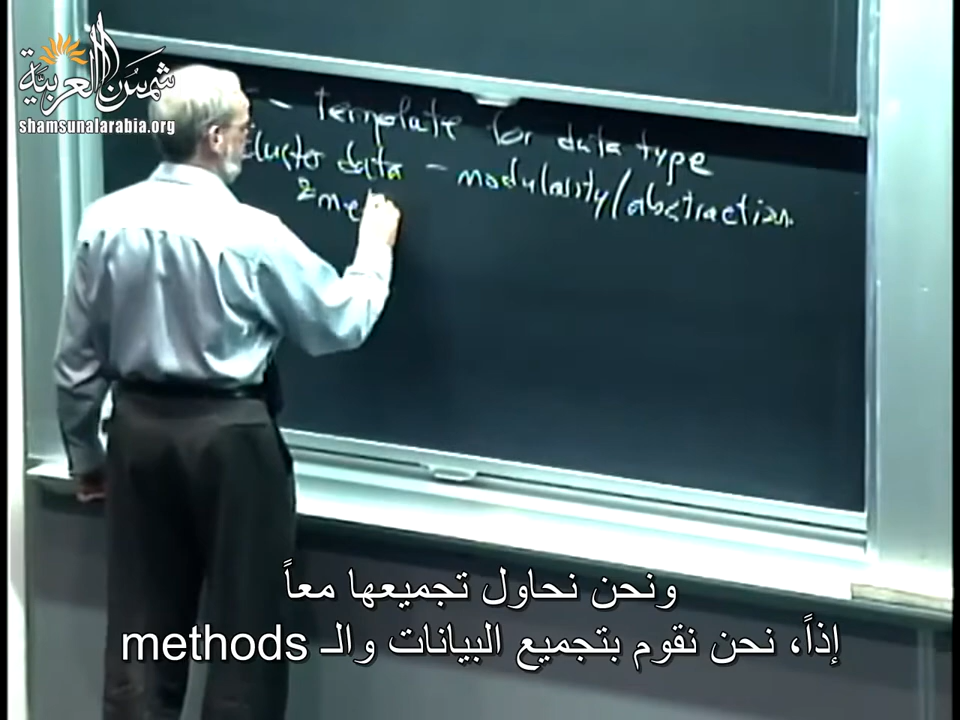 شمس العربية
shamsunalarabia.org
- template for data type
cluster data - modularity/abstraction
me
ونحن نحاول تجميعها معاً
إذاً، نحن نقوم بتجميع البيانات والـ methods